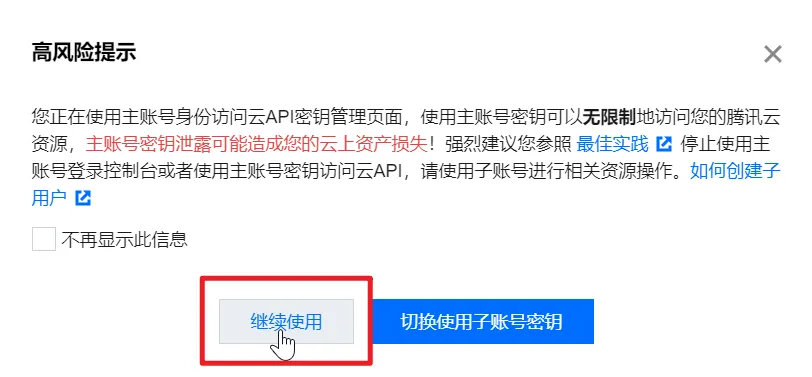 高风险提示
您正在使用主账号身份访问云API密钥管理页面，使用主账号密钥可以无限制地访问您的腾讯云
资源，主账号密钥泄露可能造成您的云上资产损失！强烈建议您参照 最佳实践 停止使用主
账号登录控制台或者使用主账号密钥访问云API，请使用子账号进行相关资源操作。如何创建子
用户
不再显示此信息
继续使用 切换使用子账号密钥